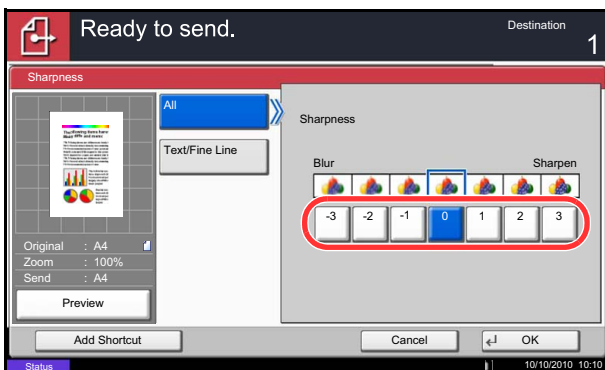 Ready to send.
Destination
1
Sharpness
All
Text/Fine Line
Sharpness
Blur
Sharpen
-3
-2
-1
0
1
2
3
Original : A4
Zoom : 100%
Send : A4
Preview
Add Shortcut
Cancel
OK
Status
10/10/2010 10:10